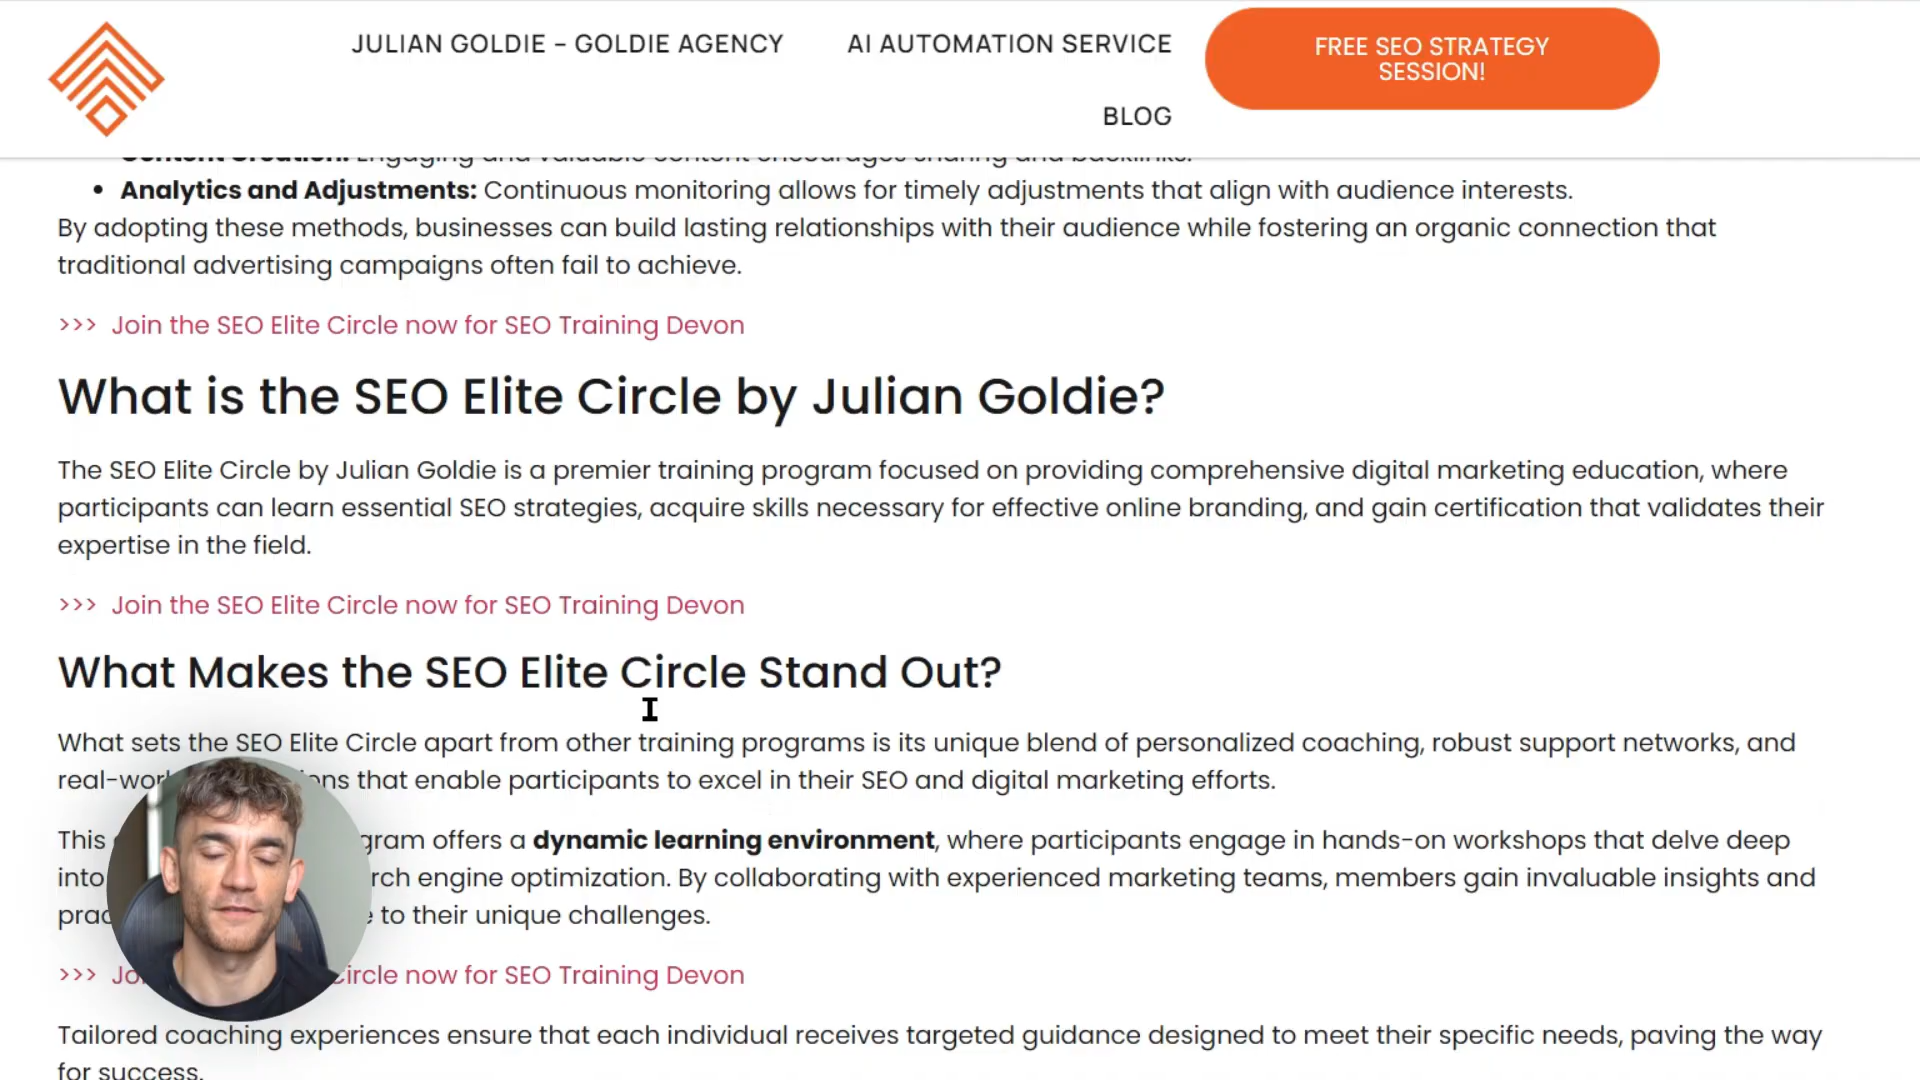 JULIAN GOLDIE – GOLDIE AGENCY
AI AUTOMATION SERVICE
BLOG
FREE SEO STRATEGY
SESSION!
Content Creation: Engaging and valuable content encourages sharing and backlinks.
• Analytics and Adjustments: Continuous monitoring allows for timely adjustments that align with audience interests.
By adopting these methods, businesses can build lasting relationships with their audience while fostering an organic connection that
traditional advertising campaigns often fail to achieve.
>>> Join the SEO Elite Circle now for SEO Training Devon
What is the SEO Elite Circle by Julian Goldie?
The SEO Elite Circle by Julian Goldie is a premier training program focused on providing comprehensive digital marketing education, where
participants can learn essential SEO strategies, acquire skills necessary for effective online branding, and gain certification that validates their
expertise in the field.
>>> Join the SEO Elite Circle now for SEO Training Devon
What Makes the SEO Elite Circle Stand Out?
What sets the SEO Elite Circle apart from other training programs is its unique blend of personalized coaching, robust support networks, and
that enable participants to excel in their SEO and digital marketing efforts.
This offers a dynamic learning environment, where participants engage in hands-on workshops that delve deep
into engine optimization. By collaborating with experienced marketing teams, members gain invaluable insights and
to their unique challenges.
>>> Circle now for SEO Training Devon
Tailored coaching experiences ensure that each individual receives targeted guidance designed to meet their specific needs, paving the way
for success.